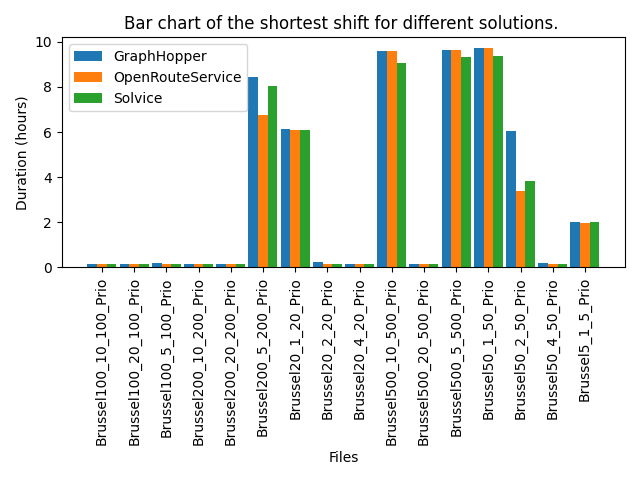 Bar chart of the shortest shift for different solutions.
GraphHopper
OpenRouteService
Solvice
Duration (hours)
10
8
6
4
2
0
Brussel100_10_100_Prio
Brussel100_20_100_Prio
Brussel100_5_100_Prio
Brussel200_10_200_Prio
Brussel200_20_200_Prio
Brussel200_5_200_Prio
Brussel20_1_20_Prio
Brussel20_2_20_Prio
Brussel20_4_20_Prio
Brussel500_10_500_Prio
Brussel500_20_500_Prio
Brussel500_5_500_Prio
Brussel50_1_50_Prio
Brussel50_2_50_Prio
Brussel50_4_50_Prio
Brussel5_1_5_Prio
Files